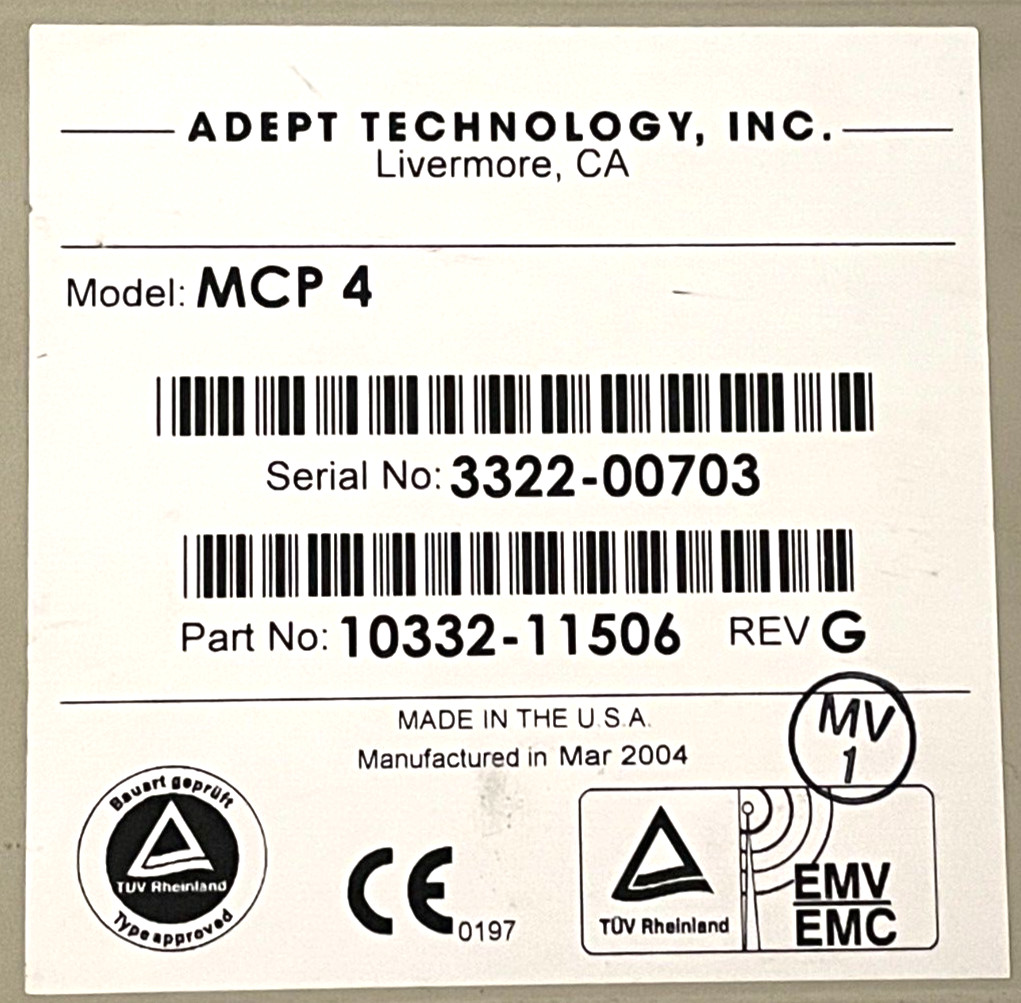 ADEPT TECHNOLOGY, INC.
Livermore, CA
Model: MCP 4
Serial No: 3322-00703
Part No: 10332-11506 REV G
MADE IN THE U.S.A.
Manufactured in Mar 2004
MV
1
Bauart geprüft
TÜV Rheinland
Type approved
CE 0197
TÜV Rheinland
EMV
EMC